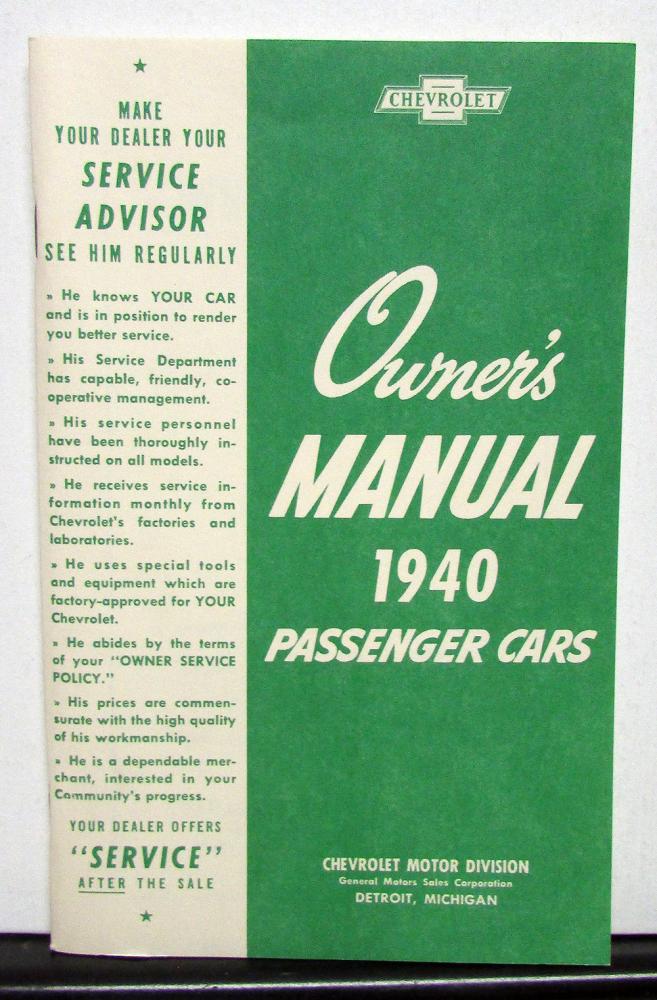 ★
MAKE
YOUR DEALER YOUR
SERVICE
ADVISOR
SEE HIM REGULARLY
» He knows YOUR CAR
and is in position to render
you better service.
» His Service Department
has capable, friendly, co-
operative management.
» His service personnel
have been thoroughly in-
structed on all models.
» He receives service in-
formation monthly from
Chevrolet's factories and
laboratories.
» He uses special tools
and equipment which are
factory-approved for YOUR
Chevrolet.
» He abides by the terms
of your "OWNER SERVICE
POLICY."
» His prices are commen-
surate with the high quality
of his workmanship.
» He is a dependable mer-
chant, interested in your
Community's progress.
YOUR DEALER OFFERS
"SERVICE"
AFTER THE SALE
★
CHEVROLET
Owner's
MANUAL
1940
PASSENGER CARS
CHEVROLET MOTOR DIVISION
General Motors Sales Corporation
DETROIT, MICHIGAN